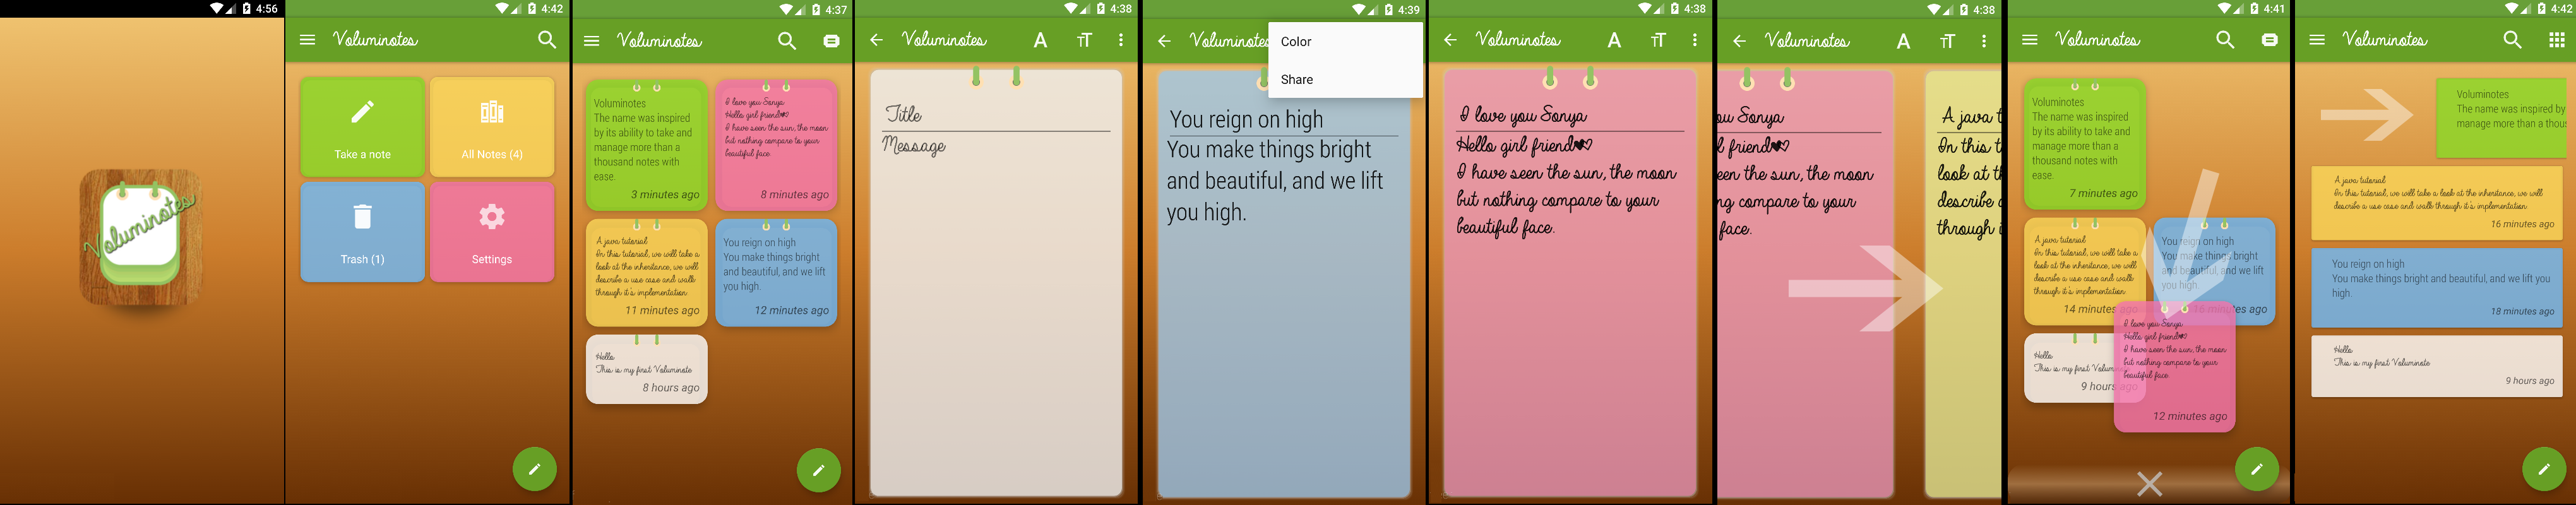 4:56
Voluminotes
4:42
Voluminotes
Take a note
All Notes (4)
Trash (1)
Settings
4:37
Voluminotes
Voluminotes
The name was inspired
by its ability to take and
manage more than a
thousand notes with
ease.
3 minutes ago
I love you Sonya
Hello girl friend
I have seen the sun, the moon
but nothing compare to your
beautiful face.
8 minutes ago
A java tutorial
In this tutorial, we will take a
look at the inheritance, we will
describe a use case and walk
through it's implementation
11 minutes ago
You reign on high
You make things bright
and beautiful, and we lift
you high.
12 minutes ago
Hello
This is my first Voluminote
8 hours ago
4:38
Voluminotes
A
TT
Title
Message
4:39
Voluminotes
Color
Share
You reign on high
You make things bright
and beautiful, and we lift
you high.
4:38
Voluminotes
A
TT
I love you Sonya
Hello girl friend
I have seen the sun, the moon
but nothing compare to your
beautiful face.
4:38
Voluminotes
A
TT
ou Sonya
l friend
een the sun, the moon
ng compare to your
face.
A java t
In this t
look at th
describe a
through i
4:41
Voluminotes
Voluminotes
The name was inspired
by its ability to take and
manage more than a
thousand notes with
ease.
7 minutes ago
A java tutorial
In this tutorial, we will take a
look at the inheritance, we will
describe a use case and walk
through it's implementation
14 minutes ago
You reign on high
You make things bright
and beautiful, and we lift
you high.
16 minutes ago
Hello
This is my first Volum
9 hours ago
I love you Sonya
Hello girl friend
I have seen the sun, the moon
but nothing compare to your
beautiful face.
12 minutes ago
4:42
Voluminotes
Voluminotes
The name was inspired by
manage more than a thous
A java tutorial
In this tutorial, we will take a look at the inheritance, we will
describe a use case and walk through it's implementation
16 minutes ago
You reign on high
You make things bright and beautiful, and we lift you
high.
18 minutes ago
Hello
This is my first Voluminote
9 hours ago